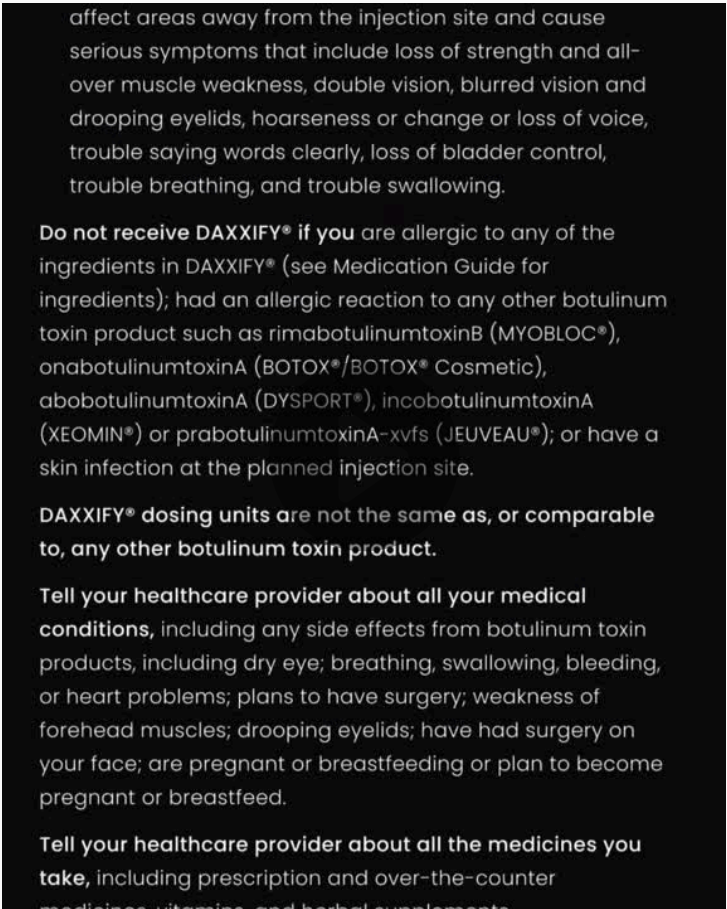 affect areas away from the injection site and cause
serious symptoms that include loss of strength and all-
over muscle weakness, double vision, blurred vision and
drooping eyelids, hoarseness or change or loss of voice,
trouble saying words clearly, loss of bladder control,
trouble breathing, and trouble swallowing.
Do not receive DAXXIFY® if you are allergic to any of the
ingredients in DAXXIFY® (see Medication Guide for
ingredients); had an allergic reaction to any other botulinum
toxin product such as rimabotulinumtoxinB (MYOBLOC®),
onabotulinumtoxinA (BOTOX®/BOTOX® Cosmetic),
abobotulinumtoxinA (DYSPORT®), incobotulinumtoxinA
(XEOMIN®) or prabotulinumtoxinA-xvfs (JEUVEAU®); or have a
skin infection at the planned injection site.
DAXXIFY® dosing units are not the same as, or comparable
to, any other botulinum toxin product.
Tell your healthcare provider about all your medical
conditions, including any side effects from botulinum toxin
products, including dry eye; breathing, swallowing, bleeding,
or heart problems; plans to have surgery; weakness of
forehead muscles; drooping eyelids; have had surgery on
your face; are pregnant or breastfeeding or plan to become
pregnant or breastfeed.
Tell your healthcare provider about all the medicines you
take, including prescription and over-the-counter
medicines, vitamins, and herbal supplements.